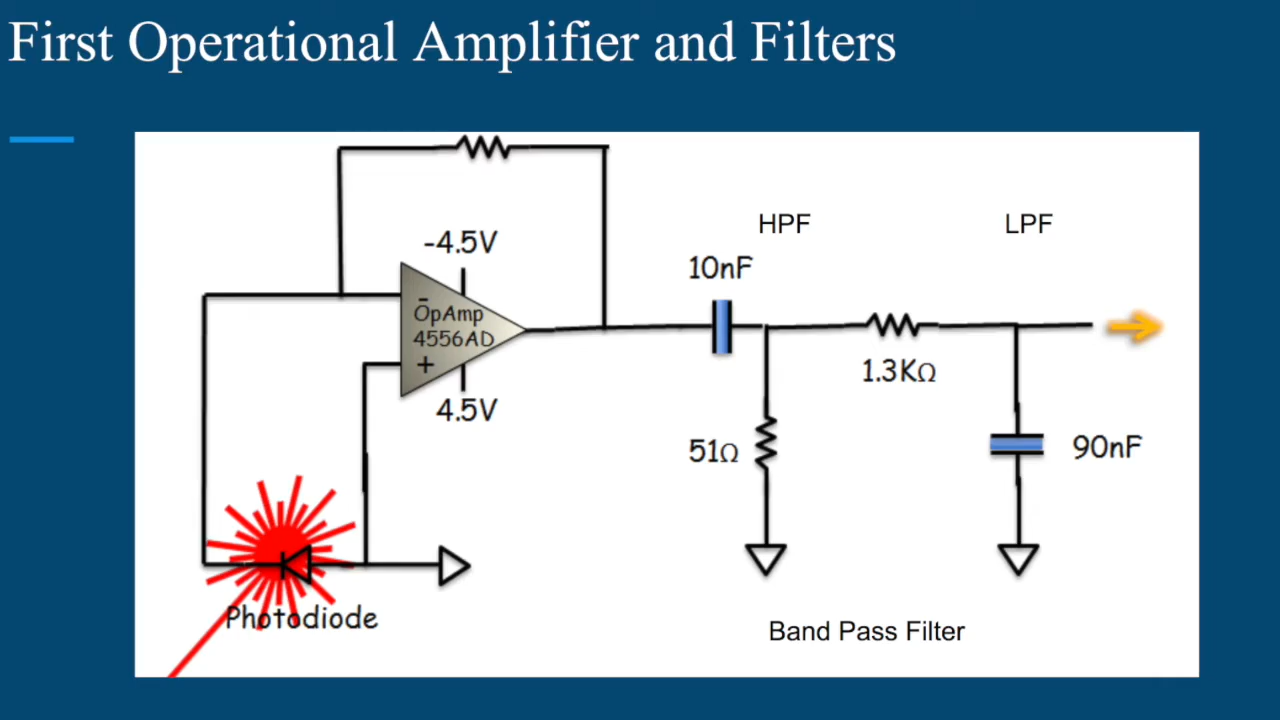 First Operational Amplifier and Filters
HPF
LPF
-4.5V
10nF
-
OpAmp
4556AD
+
1.3KΩ
4.5V
51Ω
90nF
Photodiode
Band Pass Filter